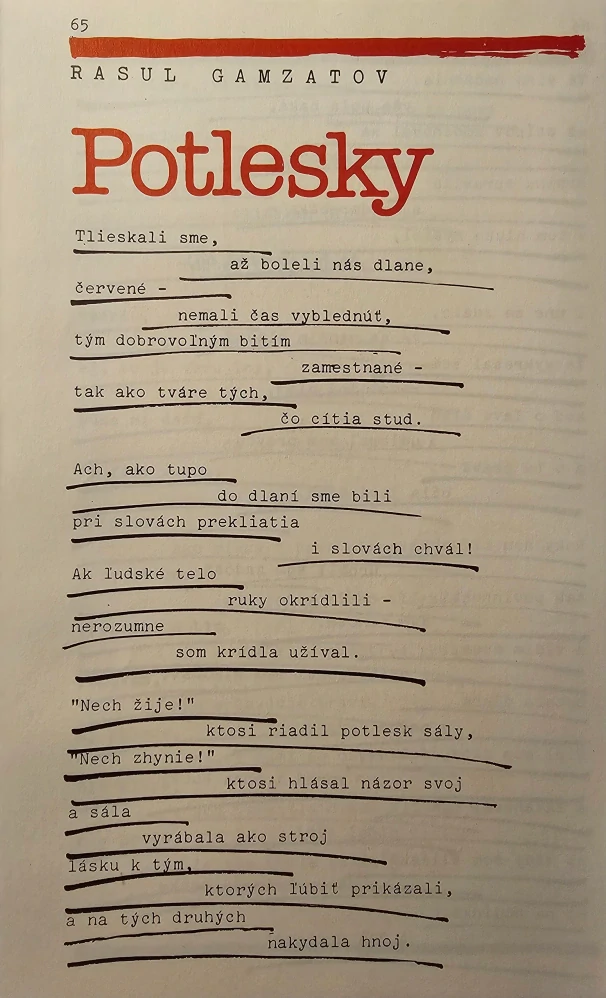 65
RASUL GAMZATOV
Potlesky
Tlieskali sme,
až boleli nás dlane,
červené -
nemali čas vyblednúť,
tým dobrovoľným bitím
zamestnané -
tak ako tváre tých,
čo cítia stud.
Ach, ako tupo
do dlaní sme bili
pri slovách prekliatia
i slovách chvál!
Ak ľudské telo
ruky okrídlili -
nerozumne
som krídla užíval.
"Nech žije!"
ktosi riadil potlesk sály,
"Nech zhynie!"
ktosi hlásal názor svoj
a sála
vyrábala ako stroj
lásku k tým,
ktorých ľúbiť prikázali,
a na tých druhých
nakydala hnoj.